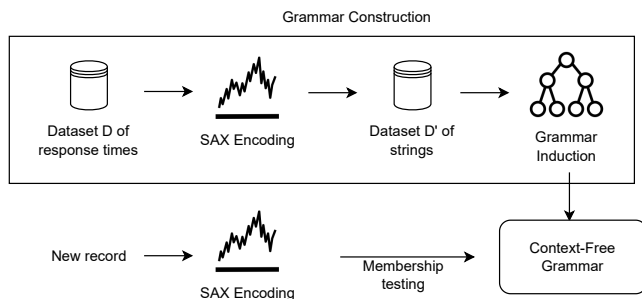 Grammar Construction
Dataset D of
response times
SAX Encoding
Dataset D' of
strings
Grammar
Induction
New record
SAX Encoding
Membership
testing
Context-Free
Grammar